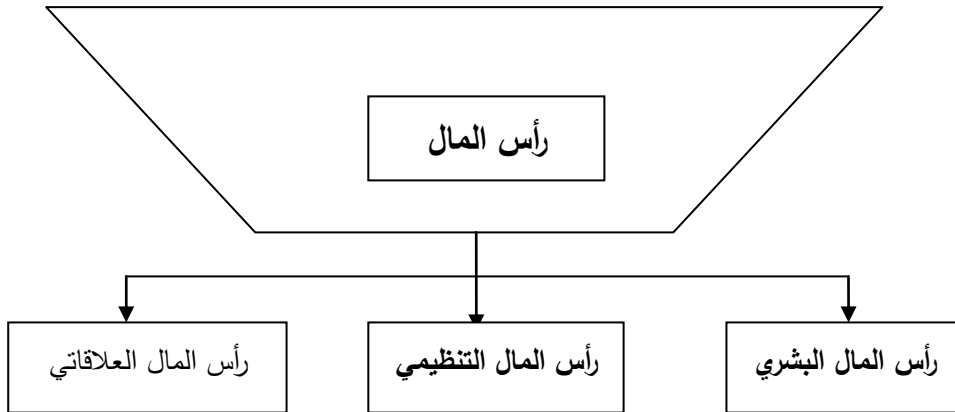 رأس المال
رأس المال البشري
رأس المال التنظيمي
رأس المال العلاقاتي